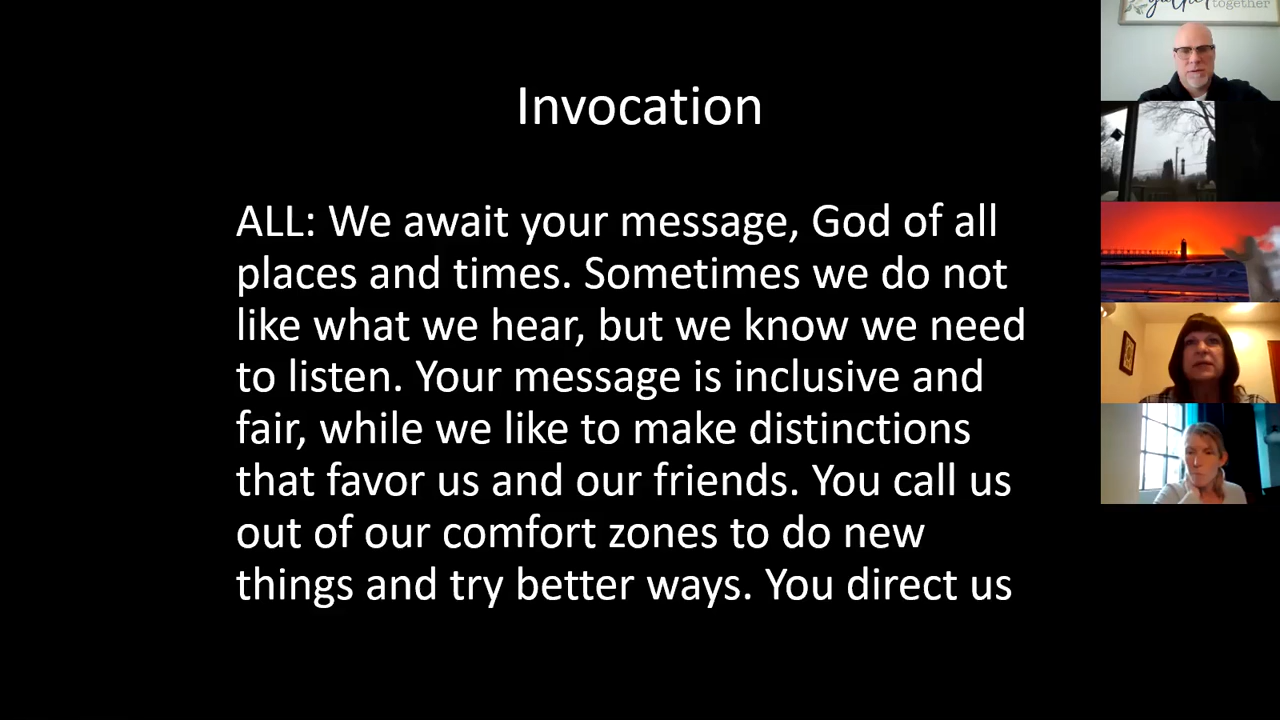 gather together
Invocation
ALL: We await your message, God of all
places and times. Sometimes we do not
like what we hear, but we know we need
to listen. Your message is inclusive and
fair, while we like to make distinctions
that favor us and our friends. You call us
out of our comfort zones to do new
things and try better ways. You direct us